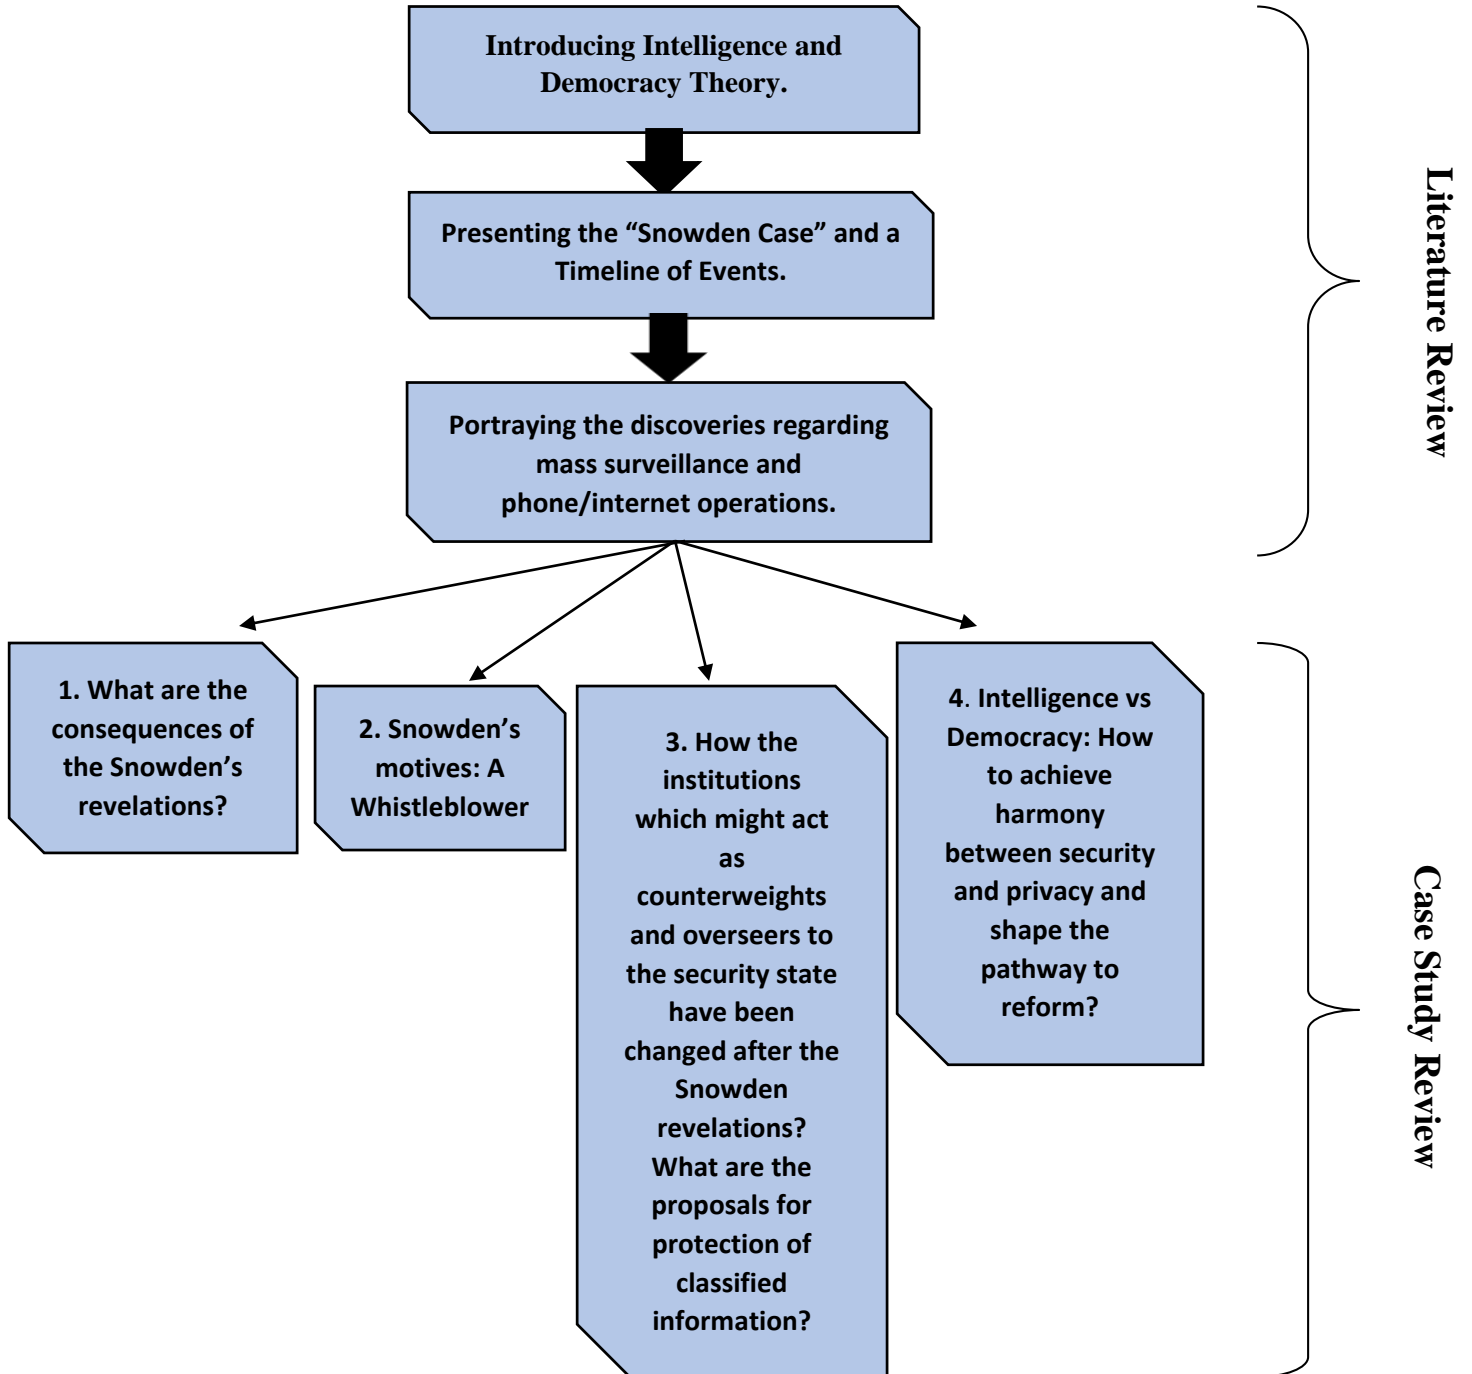 Introducing Intelligence and
Democracy Theory.
Presenting the “Snowden Case” and a
Timeline of Events.
Portraying the discoveries regarding
mass surveillance and
phone/internet operations.
Literature Review
1. What are the
consequences of
the Snowden’s
revelations?
2. Snowden’s
motives: A
Whistleblower
3. How the
institutions
which might act
as
counterweights
and overseers to
the security state
have been
changed after the
Snowden
revelations?
What are the
proposals for
protection of
classified
information?
4. Intelligence vs
Democracy: How
to achieve
harmony
between security
and privacy and
shape the
pathway to
reform?
Case Study Review